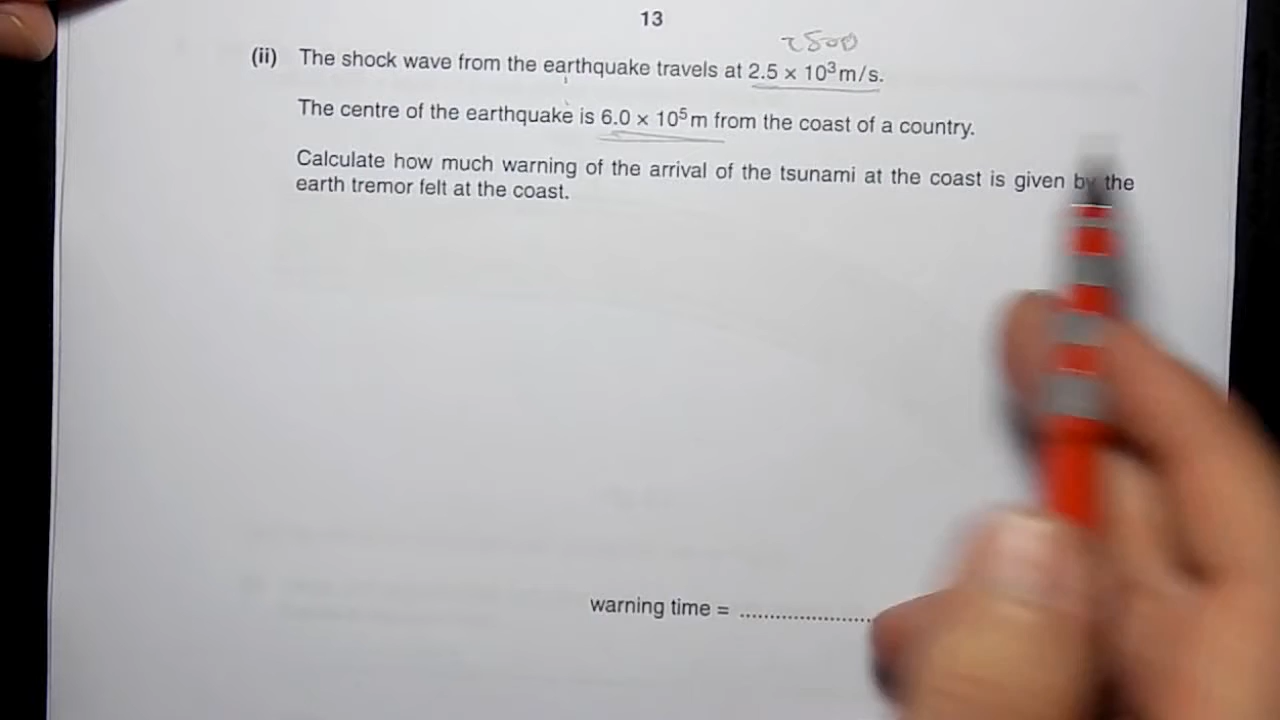 13
2500
(ii) The shock wave from the earthquake travels at 2.5 × 10³ m/s.
The centre of the earthquake is 6.0 × 10⁵ m from the coast of a country.
Calculate how much warning of the arrival of the tsunami at the coast is given by the
earth tremor felt at the coast.
warning time = ........................